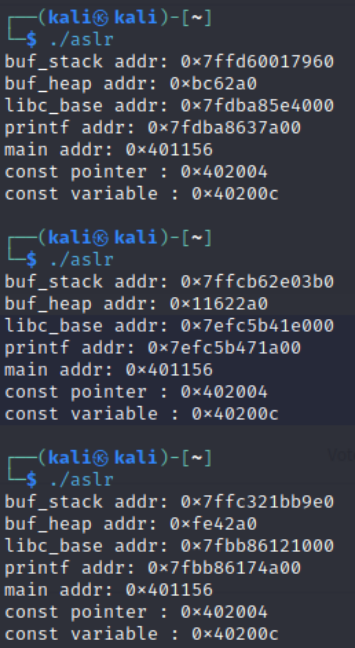 ┌──(kali㉿kali)-[~]
└─$ ./aslr
buf_stack addr: 0×7ffd60017960
buf_heap addr: 0×bc62a0
libc_base addr: 0×7fdba85e4000
printf addr: 0×7fdba8637a00
main addr: 0×401156
const pointer : 0×402004
const variable : 0×40200c
┌──(kali㉿kali)-[~]
└─$ ./aslr
buf_stack addr: 0×7ffcb62e03b0
buf_heap addr: 0×11622a0
libc_base addr: 0×7efc5b41e000
printf addr: 0×7efc5b471a00
main addr: 0×401156
const pointer : 0×402004
const variable : 0×40200c
┌──(kali㉿kali)-[~]
└─$ ./aslr
buf_stack addr: 0×7ffc321bb9e0
buf_heap addr: 0×fe42a0
libc_base addr: 0×7fbb86121000
printf addr: 0×7fbb86174a00
main addr: 0×401156
const pointer : 0×402004
const variable : 0×40200c